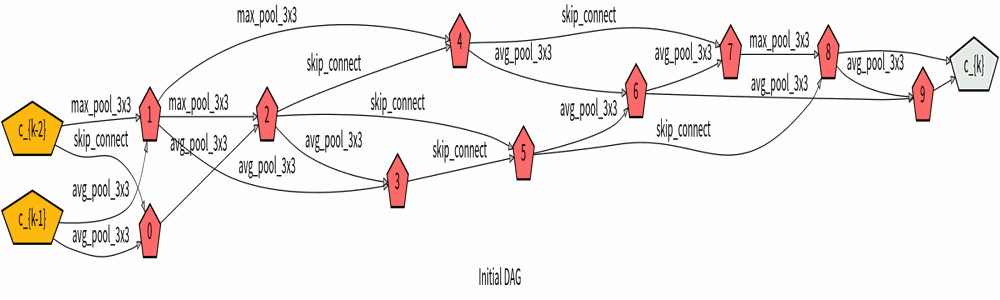 max_pool_3x3
skip_connect
max_pool_3x3
c_{k-2}
skip_connect
avg_pool_3x3
c_{k-1}
avg_pool_3x3
1
0
max_pool_3x3
avg_pool_3x3
2
skip_connect
skip_connect
avg_pool_3x3
avg_pool_3x3
3
skip_connect
4
avg_pool_3x3
5
avg_pool_3x3
skip_connect
6
avg_pool_3x3
7
max_pool_3x3
avg_pool_3x3
8
avg_pool_3x3
9
c_{k}
Initial DAG